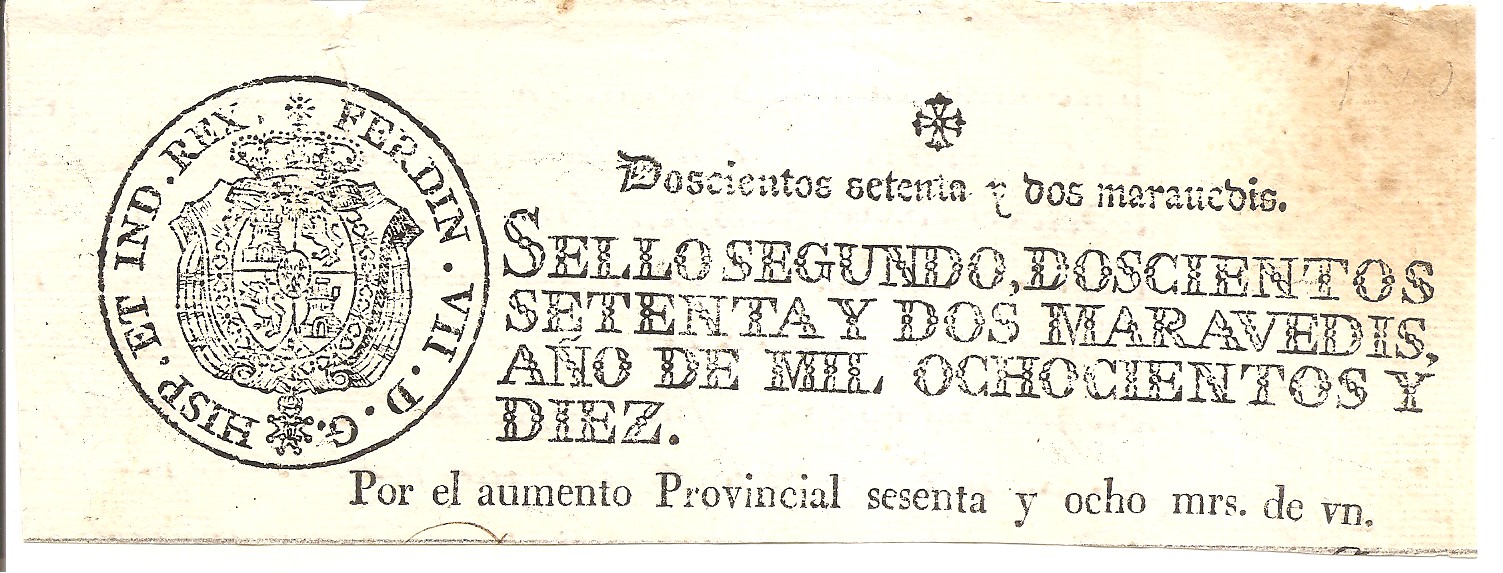 FERDIN · VII · D · G. HISP. ET IND. REX.
Doscientos setenta y dos marauedis.
SELLO SEGUNDO, DOSCIENTOS
SETENTA Y DOS MARAVEDIS,
AÑO DE MIL OCHOCIENTOS Y
DIEZ.
Por el aumento Provincial sesenta y ocho mrs. de vn.